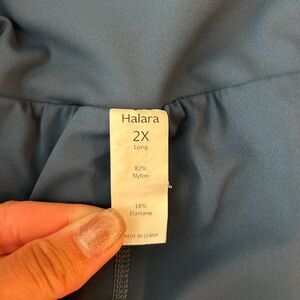 Halara
2X
Long
82%
Nylon
18%
Elastane
MADE IN CHINA